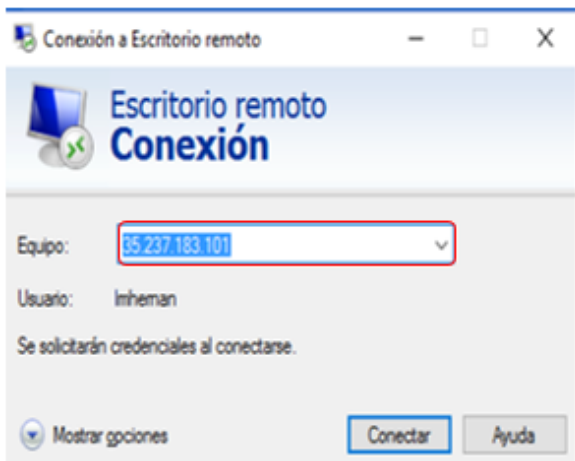 Conexión a Escritorio remoto
Escritorio remoto
Conexión
Equipo: 35.237.183.101
Usuario: lmhernan
Se solicitarán credenciales al conectarse.
Mostrar opciones
Conectar
Ayuda